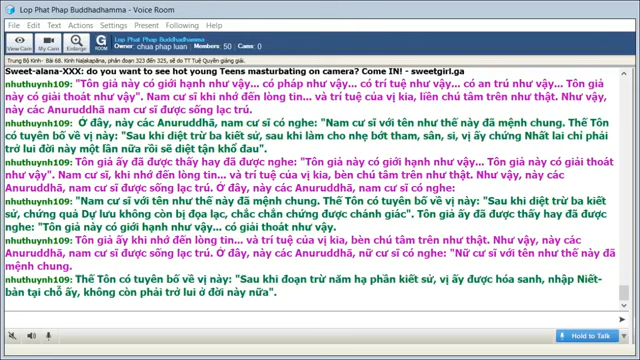 Lop Phat Phap Buddhadhamma - Voice Room
File Edit Text Actions Settings Present Following Help
View Cam My Cam Enlarge G ROOM
Lop Phat Phap Buddhadhamma
Owner: chua phap luan / Members: 50 / Cams: 0
Trung Bộ Kinh - Bài 68. Kinh Nalakapāna, phân đoạn 323 đến 325, sẽ do TT Tuệ Quyền giảng giải.
Sweet-alana-XXX: do you want to see hot young Teens masturbating on camera? Come IN! - sweetgirl.ga
nhuthuynh109: "Tôn giả này có giới hạnh như vậy... có pháp như vậy... có trí tuệ như vậy... có an trú như vậy... Tôn giả này có giải thoát như vậy". Nam cư sĩ khi nhớ đến lòng tin... và trí tuệ của vị kia, liền chú tâm trên như thật. Như vậy, này các Anuruddhā nam cư sĩ được sống lạc trú.
nhuthuynh109: Ở đây, này các Anuruddhā, nam cư sĩ có nghe: "Nam cư sĩ với tên như thế này đã mệnh chung. Thế Tôn có tuyên bố về vị này: "Sau khi diệt trừ ba kiết sử, sau khi làm cho nhẹ bớt tham, sân, si, vị ấy chứng Nhất lai chỉ phải trở lui đời này một lần nữa rồi sẽ diệt tận khổ đau".
nhuthuynh109: Tôn giả ấy đã được thấy hay đã được nghe: "Tôn giả này có giới hạnh như vậy... Tôn giả này có giải thoát như vậy". Nam cư sĩ, khi nhớ đến lòng tin... và trí tuệ của vị kia, bèn chú tâm trên như thật. Như vậy, này các Anuruddhā, nam cư sĩ được sống lạc trú. Ở đây, này các Anuruddhā, nam cư sĩ có nghe:
nhuthuynh109: "Nam cư sĩ với tên như thế này đã mệnh chung. Thế Tôn có tuyên bố về vị này: "Sau khi diệt trừ ba kiết sử, chứng quả Dự lưu không còn bị đọa lạc, chắc chắn chứng được chánh giác". Tôn giả ấy đã được thấy hay đã được nghe: "Tôn giả này có giới hạnh như vậy... có giải thoát như vậy.
nhuthuynh109: Tôn giả ấy khi nhớ đến lòng tin... và trí tuệ của vị kia, bèn chú tâm trên như thật. Như vậy, này các Anuruddhā, nam cư sĩ được sống lạc trú. Ở đây, này các Anuruddhā, nữ cư sĩ có nghe: "Nữ cư sĩ với tên như thế này đã mệnh chung.
nhuthuynh109: Thế Tôn có tuyên bố về vị này: "Sau khi đoạn trừ năm hạ phần kiết sử, vị ấy được hóa sanh, nhập Niết-bàn tại chỗ ấy, không còn phải trở lui ở đời này nữa".
Hold to Talk